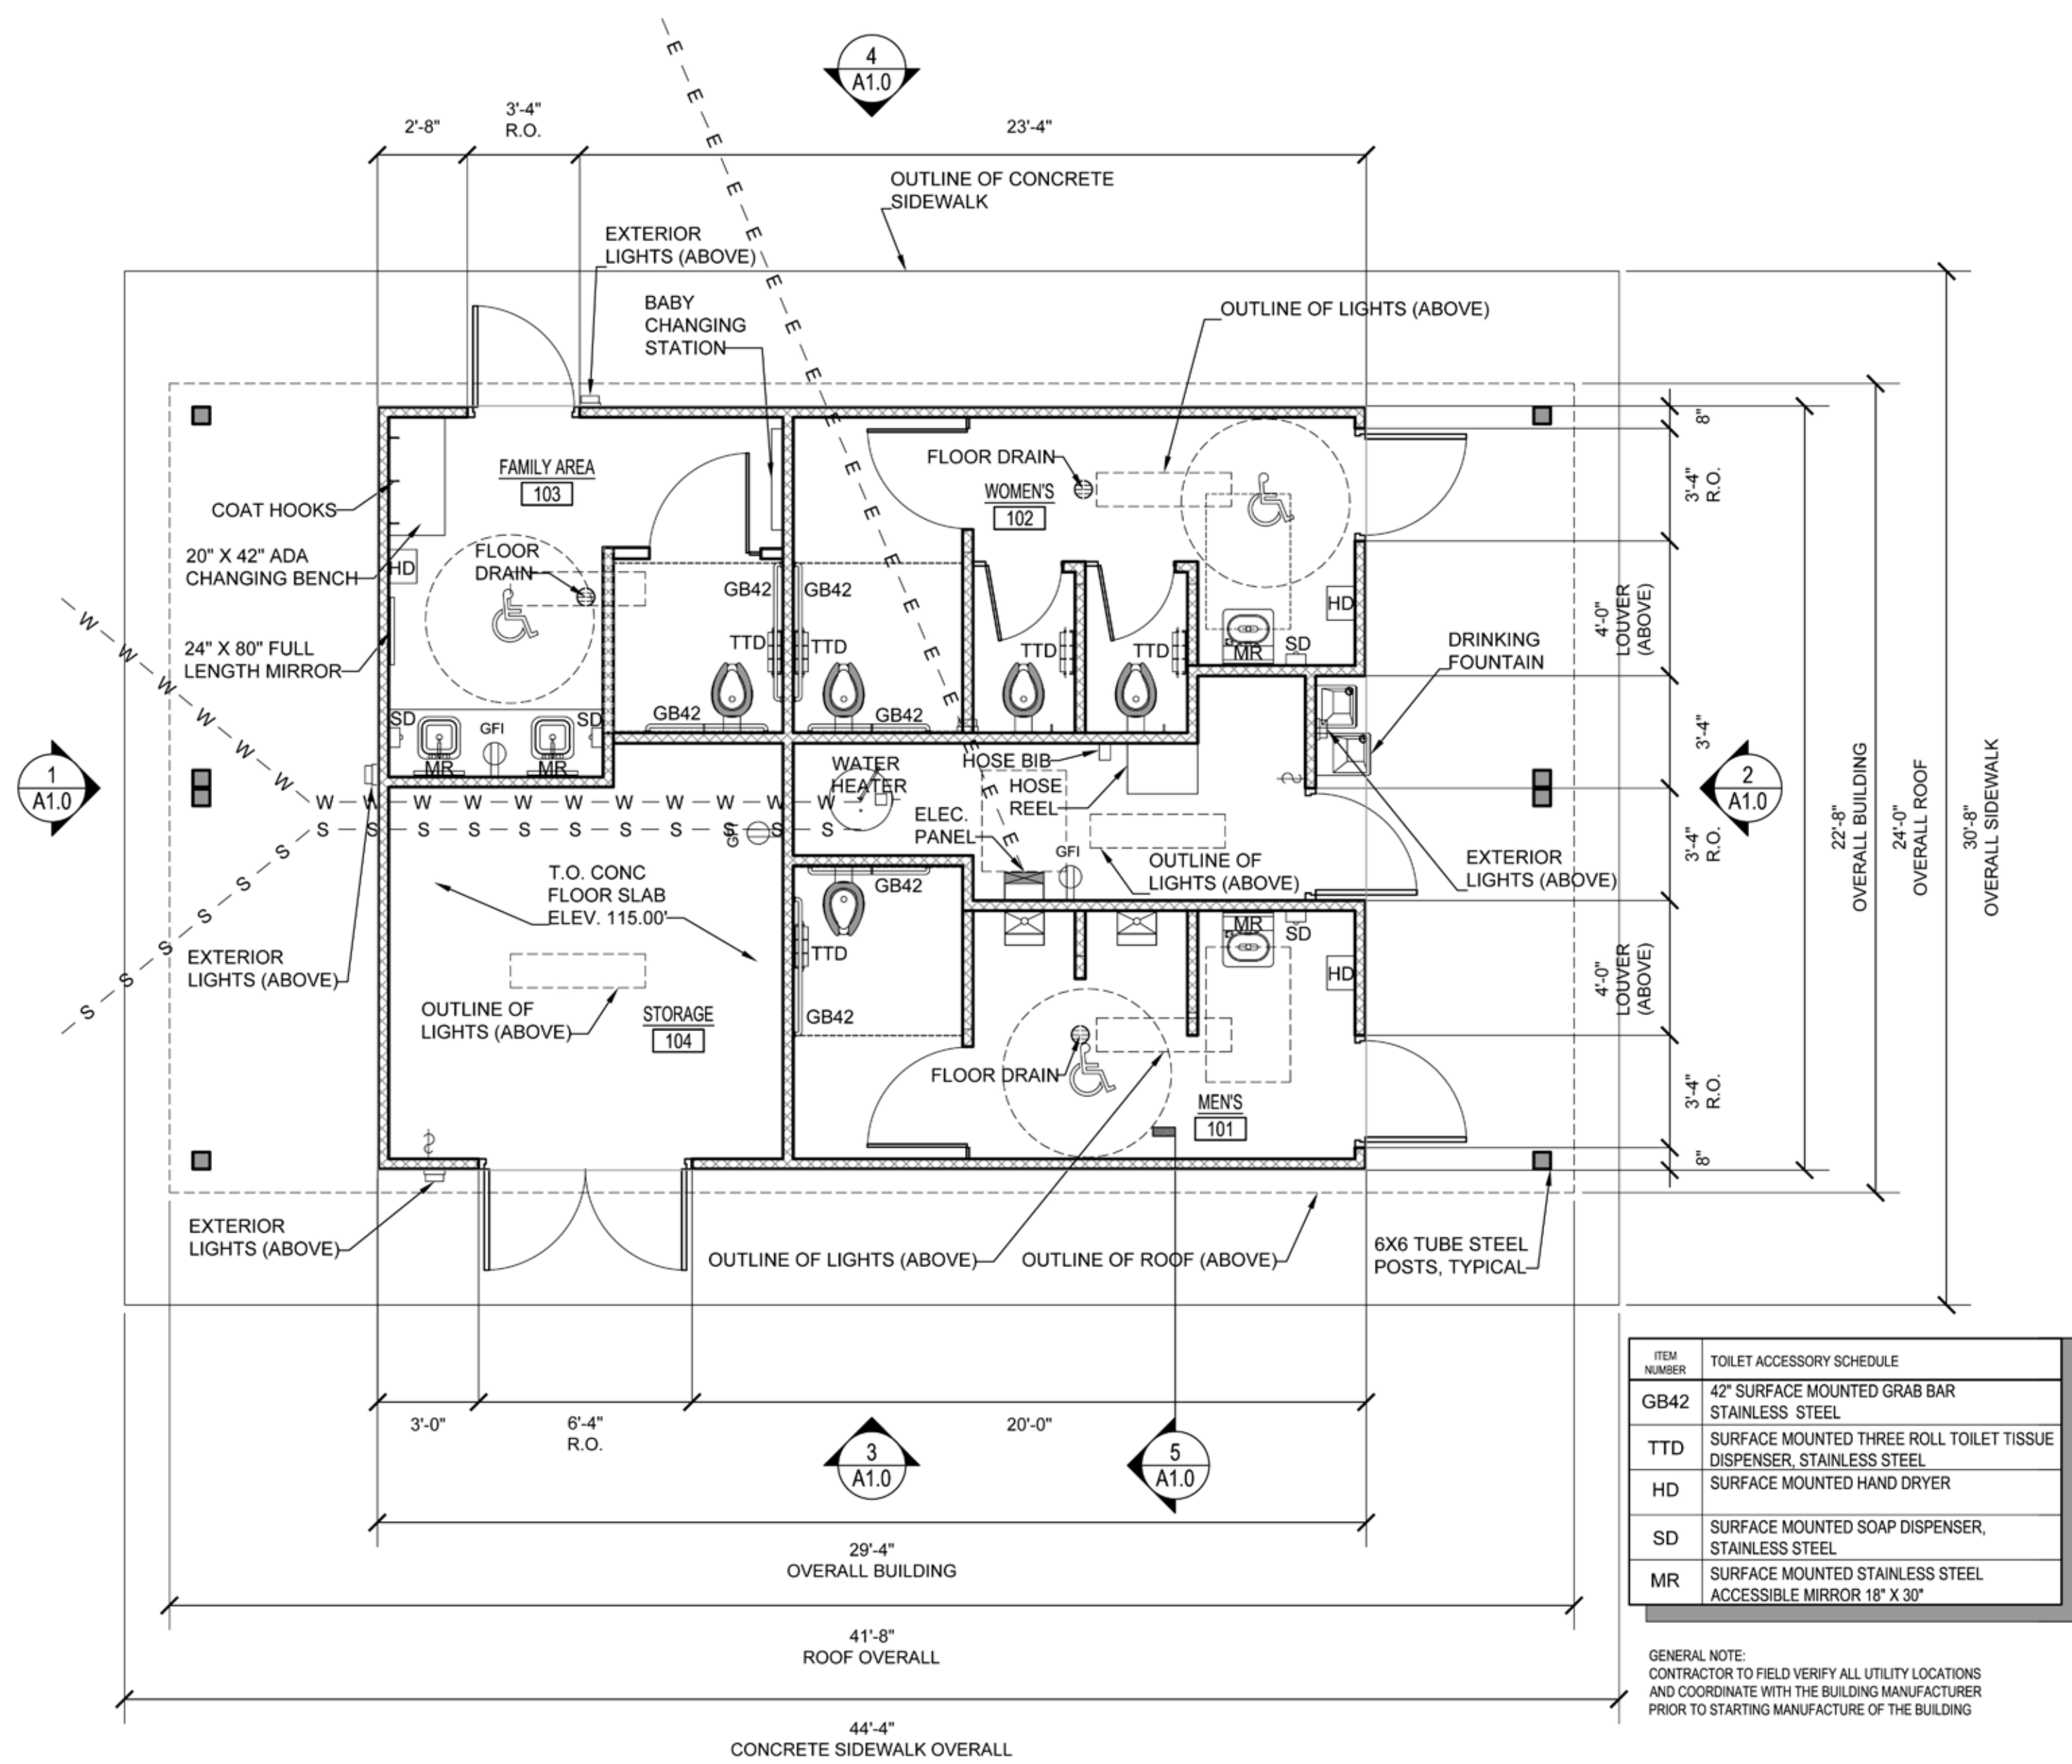 4
A1.0
2'-8"
3'-4"
R.O.
23'-4"
OUTLINE OF CONCRETE
SIDEWALK
EXTERIOR
LIGHTS (ABOVE)
BABY
CHANGING
STATION
OUTLINE OF LIGHTS (ABOVE)
E E E E E E E E E E E E E E E E E E
FAMILY AREA
103
COAT HOOKS
20" X 42" ADA
CHANGING BENCH
HD
FLOOR
DRAIN
24" X 80" FULL
LENGTH MIRROR
SD
GFI
SD
MR
MR
GB42
TTD
GB42
GB42
TTD
GB42
FLOOR DRAIN
WOMEN'S
102
TTD
TTD
HD
MR
SD
8"
3'-4"
R.O.
4'-0"
LOUVER
(ABOVE)
3'-4"
3'-4"
R.O.
4'-0"
LOUVER
(ABOVE)
3'-4"
R.O.
8"
22'-8"
OVERALL BUILDING
24'-0"
OVERALL ROOF
30'-8"
OVERALL SIDEWALK
DRINKING
FOUNTAIN
1
A1.0
2
A1.0
W W W W W W W W W W W W W W W W W
S S S S S S S S S S S S S S S S S
WATER
HEATER
GFI
HOSE BIB
HOSE
REEL
ELEC.
PANEL
GFI
OUTLINE OF
LIGHTS (ABOVE)
EXTERIOR
LIGHTS (ABOVE)
T.O. CONC
FLOOR SLAB
ELEV. 115.00'
EXTERIOR
LIGHTS (ABOVE)
OUTLINE OF
LIGHTS (ABOVE)
STORAGE
104
GB42
TTD
GB42
MR
SD
HD
FLOOR DRAIN
MEN'S
101
EXTERIOR
LIGHTS (ABOVE)
OUTLINE OF LIGHTS (ABOVE)
OUTLINE OF ROOF (ABOVE)
6X6 TUBE STEEL
POSTS, TYPICAL
3'-0"
6'-4"
R.O.
20'-0"
3
A1.0
5
A1.0
29'-4"
OVERALL BUILDING
41'-8"
ROOF OVERALL
44'-4"
CONCRETE SIDEWALK OVERALL
ITEM
NUMBER
TOILET ACCESSORY SCHEDULE
GB42
42" SURFACE MOUNTED GRAB BAR
STAINLESS STEEL
TTD
SURFACE MOUNTED THREE ROLL TOILET TISSUE
DISPENSER, STAINLESS STEEL
HD
SURFACE MOUNTED HAND DRYER
SD
SURFACE MOUNTED SOAP DISPENSER,
STAINLESS STEEL
MR
SURFACE MOUNTED STAINLESS STEEL
ACCESSIBLE MIRROR 18" X 30"
GENERAL NOTE:
CONTRACTOR TO FIELD VERIFY ALL UTILITY LOCATIONS
AND COORDINATE WITH THE BUILDING MANUFACTURER
PRIOR TO STARTING MANUFACTURE OF THE BUILDING